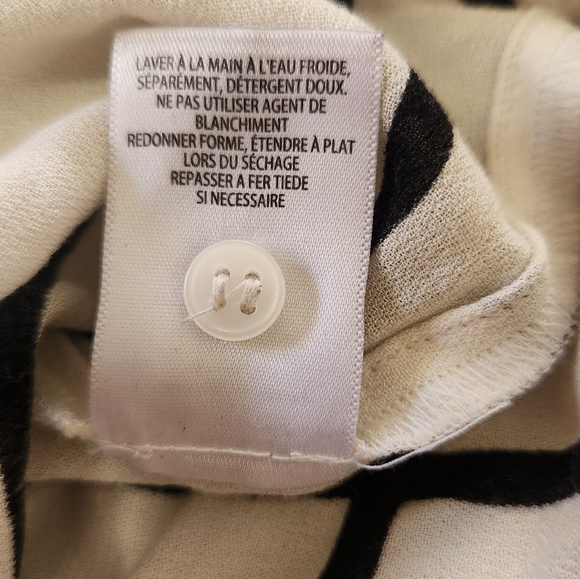 LAVER À LA MAIN À L'EAU FROIDE,
SÉPARÉMENT, DÉTERGENT DOUX.
NE PAS UTILISER AGENT DE
BLANCHIMENT
REDONNER FORME, ÉTENDRE À PLAT
LORS DU SÉCHAGE
REPASSER A FER TIEDE
SI NECESSAIRE